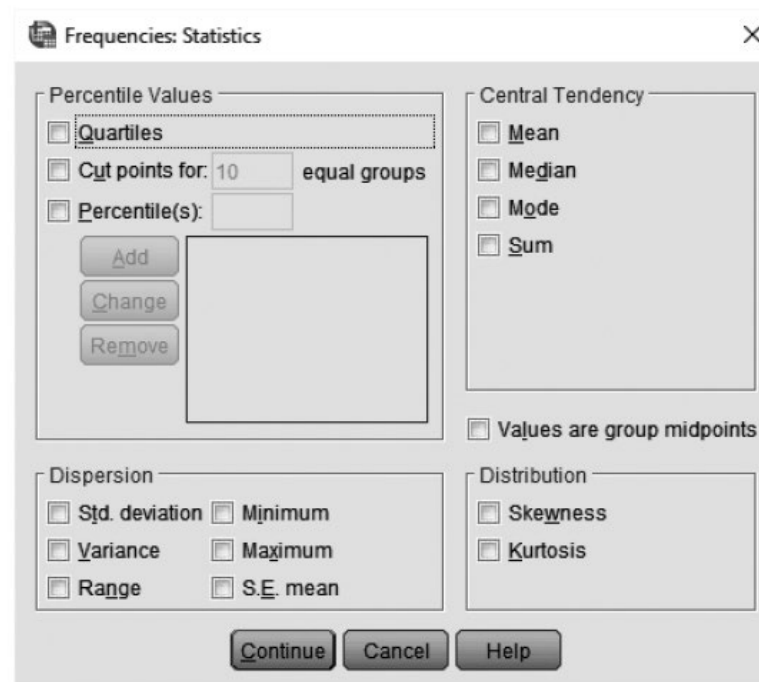 Frequencies: Statistics
Percentile Values
Quartiles
Cut points for: 10 equal groups
Percentile(s):
Add
Change
Remove
Central Tendency
Mean
Median
Mode
Sum
Values are group midpoints
Dispersion
Std. deviation Minimum
Variance Maximum
Range S.E. mean
Distribution
Skewness
Kurtosis
Continue Cancel Help